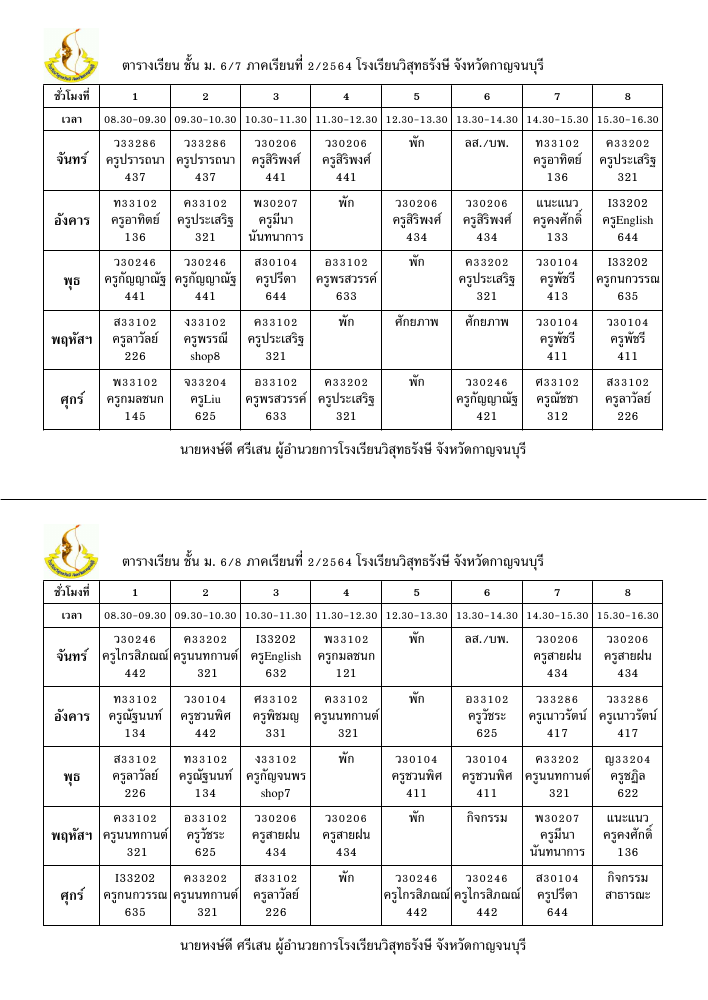 ตารางเรียน ชั้น ม. 6/7 ภาคเรียนที่ 2/2564 โรงเรียนวิสุทธรังษี จังหวัดกาญจนบุรี
ชั่วโมงที่ 1 2 3 4 5 6 7 8
เวลา 08.30-09.30 09.30-10.30 10.30-11.30 11.30-12.30 12.30-13.30 13.30-14.30 14.30-15.30 15.30-16.30
ว33286 ว33286 ว30206 ว30206 พัก ลส./บพ. ท33102 ค33202
จันทร์ ครูปรารถนา ครูปรารถนา ครูสิริพงศ์ ครูสิริพงศ์ ครูอาทิตย์ ครูประเสริฐ
437 437 441 441 136 321
ท33102 ค33102 พ30207 พัก ว30206 ว30206 แนะแนว I33202
อังคาร ครูอาทิตย์ ครูประเสริฐ ครูมีนา ครูสิริพงศ์ ครูสิริพงศ์ ครูคงศักดิ์ ครูEnglish
136 321 นันทนาการ 434 434 133 644
ว30246 ว30246 ส30104 อ33102 พัก ค33202 ว30104 I33202
พุธ ครูกัญญาณัฐ ครูกัญญาณัฐ ครูปรีดา ครูพรสวรรค์ ครูประเสริฐ ครูพัชรี ครูกนกวรรณ
441 441 644 633 321 413 635
ส33102 ง33102 ค33102 พัก ศักยภาพ ศักยภาพ ว30104 ว30104
พฤหัสฯ ครูลาวัลย์ ครูพรรณี ครูประเสริฐ ครูพัชรี ครูพัชรี
226 shop8 321 411 411
พ33102 จ33204 อ33102 ค33202 พัก ว30246 ศ33102 ส33102
ศุกร์ ครูกมลชนก ครูLiu ครูพรสวรรค์ ครูประเสริฐ ครูกัญญาณัฐ ครูณัชชา ครูลาวัลย์
145 625 633 321 421 312 226
นายหงษ์ดี ศรีเสน ผู้อำนวยการโรงเรียนวิสุทธรังษี จังหวัดกาญจนบุรี
ตารางเรียน ชั้น ม. 6/8 ภาคเรียนที่ 2/2564 โรงเรียนวิสุทธรังษี จังหวัดกาญจนบุรี
ชั่วโมงที่ 1 2 3 4 5 6 7 8
เวลา 08.30-09.30 09.30-10.30 10.30-11.30 11.30-12.30 12.30-13.30 13.30-14.30 14.30-15.30 15.30-16.30
ว30246 ค33202 I33202 พ33102 พัก ลส./บพ. ว30206 ว30206
จันทร์ ครูไกรสิภณณ์ ครูนนทกานต์ ครูEnglish ครูกมลชนก ครูสายฝน ครูสายฝน
442 321 632 121 434 434
ท33102 ว30104 ศ33102 ค33102 พัก อ33102 ว33286 ว33286
อังคาร ครูณัฐนนท์ ครูชวนพิศ ครูพิชมญ ครูนนทกานต์ ครูวัชระ ครูเนาวรัตน์ ครูเนาวรัตน์
134 442 331 321 625 417 417
ส33102 ท33102 ง33102 พัก ว30104 ว30104 ค33202 ญ33204
พุธ ครูลาวัลย์ ครูณัฐนนท์ ครูกัญจนพร ครูชวนพิศ ครูชวนพิศ ครูนนทกานต์ ครูชฎิล
226 134 shop7 411 411 321 622
ค33102 อ33102 ว30206 ว30206 พัก กิจกรรม พ30207 แนะแนว
พฤหัสฯ ครูนนทกานต์ ครูวัชระ ครูสายฝน ครูสายฝน ครูมีนา ครูคงศักดิ์
321 625 434 434 นันทนาการ 136
I33202 ค33202 ส33102 พัก ว30246 ว30246 ส30104 กิจกรรม
ศุกร์ ครูกนกวรรณ ครูนนทกานต์ ครูลาวัลย์ ครูไกรสิภณณ์ ครูไกรสิภณณ์ ครูปรีดา สาธารณะ
635 321 226 442 442 644
นายหงษ์ดี ศรีเสน ผู้อำนวยการโรงเรียนวิสุทธรังษี จังหวัดกาญจนบุรี